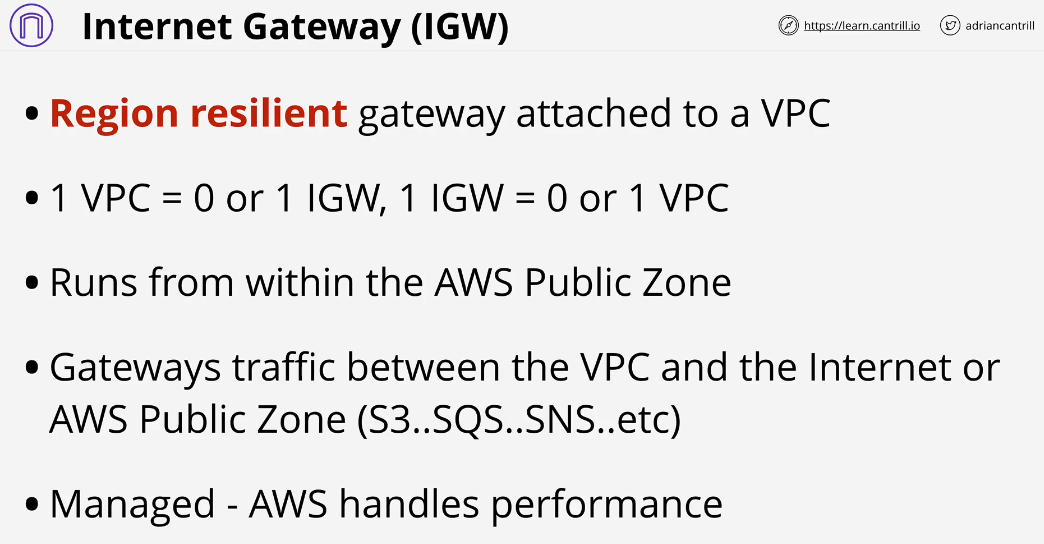 Internet Gateway (IGW)
https://learn.cantrill.io
adriancantrill
• Region resilient gateway attached to a VPC
• 1 VPC = 0 or 1 IGW, 1 IGW = 0 or 1 VPC
• Runs from within the AWS Public Zone
• Gateways traffic between the VPC and the Internet or
AWS Public Zone (S3..SQS..SNS..etc)
• Managed - AWS handles performance